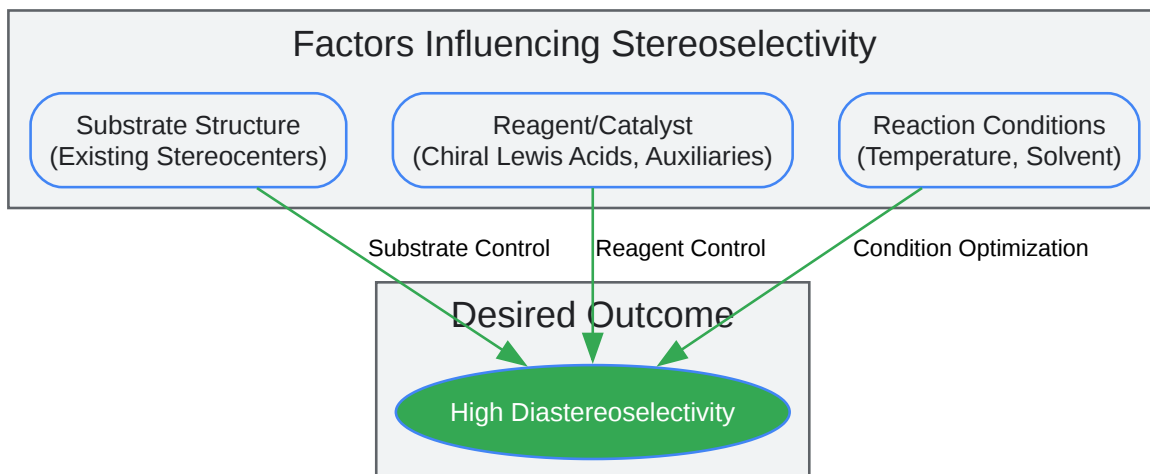 Factors Influencing Stereoselectivity
Substrate Structure
(Existing Stereocenters)
Reagent/Catalyst
(Chiral Lewis Acids, Auxiliaries)
Reaction Conditions
(Temperature, Solvent)
Substrate Control
Reagent Control
Condition Optimization
Desired Outcome
High Diastereoselectivity